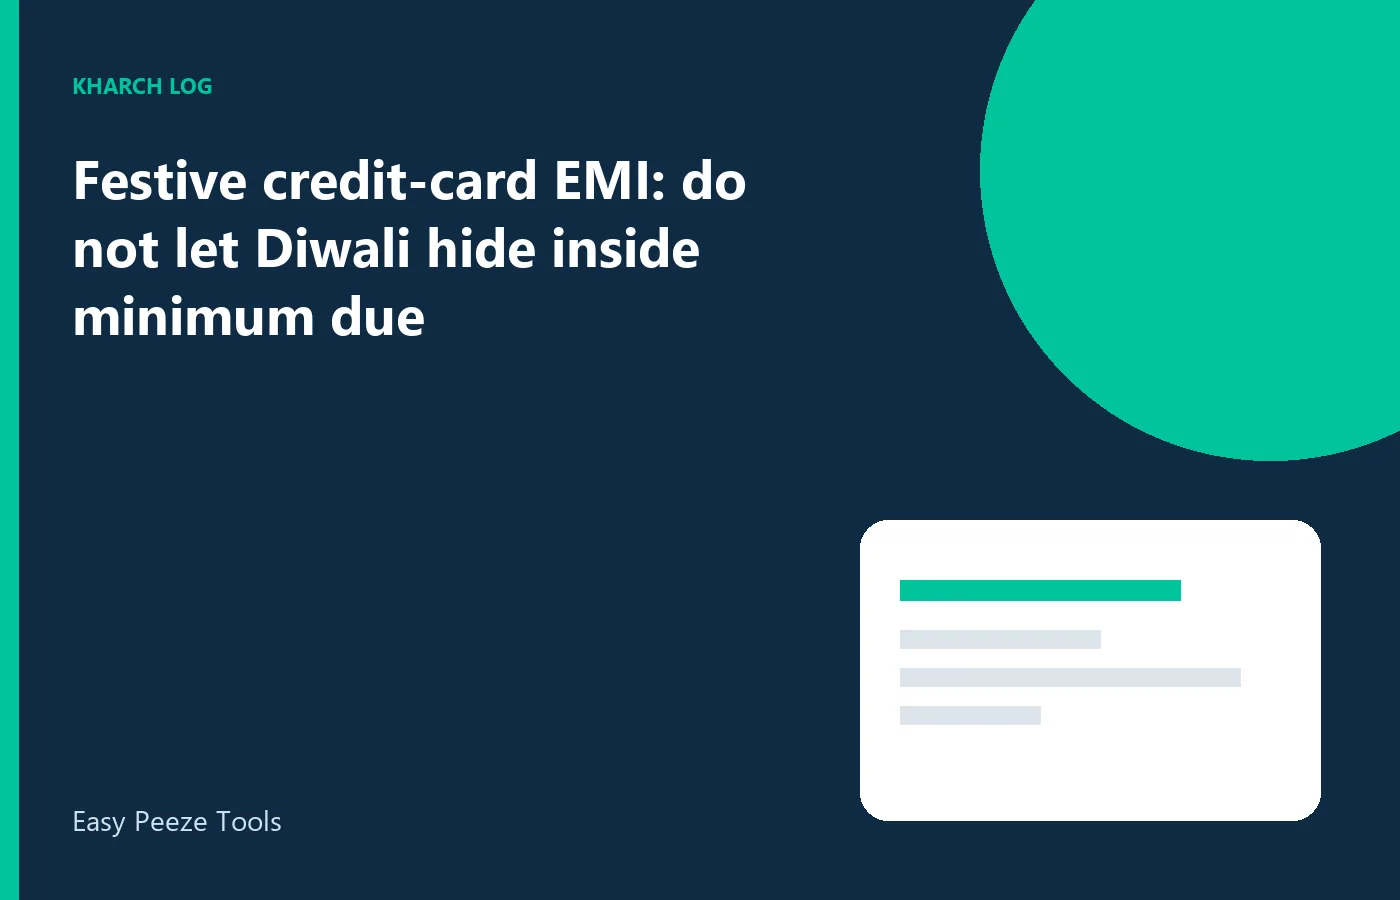 KHARCH LOG
Festive credit-card EMI: do
not let Diwali hide inside
minimum due
Easy Peeze Tools